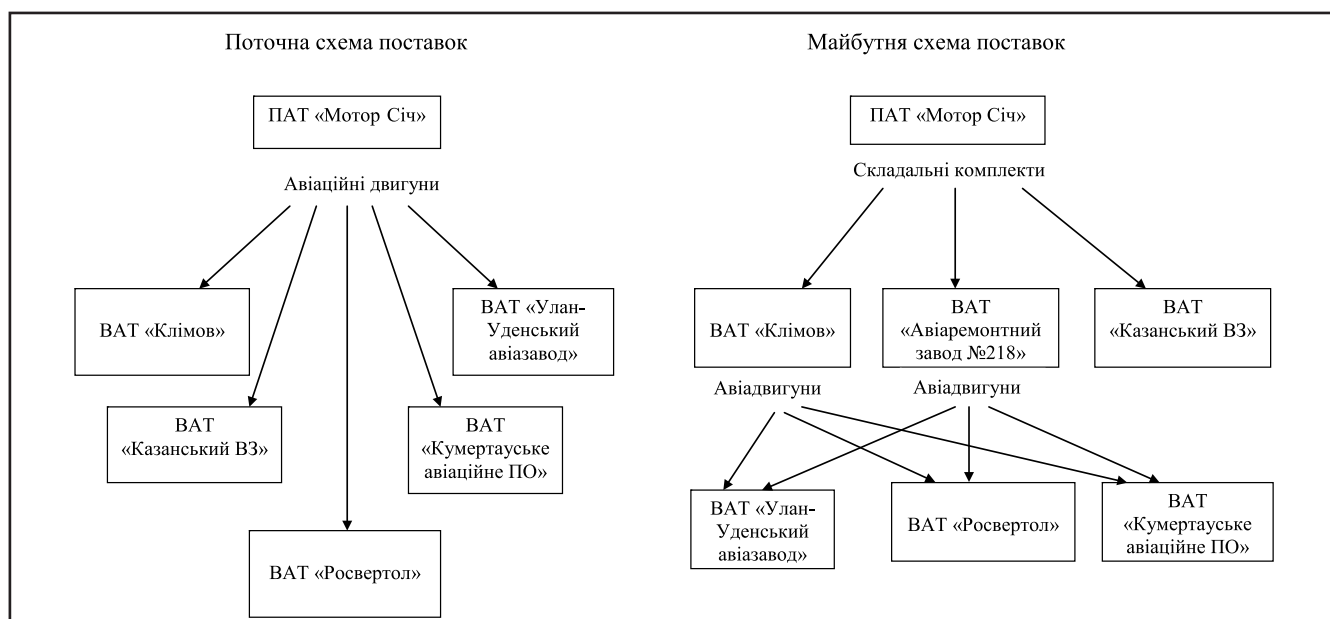 Поточна схема поставок
ПАТ «Мотор Січ»
Авіаційні двигуни
ВАТ «Клімов»
ВАТ «Улан-
Уденський
авіазавод»
ВАТ
«Казанський ВЗ»
ВАТ
«Кумертауське
авіаційне ПО»
ВАТ «Росвертол»
Майбутня схема поставок
ПАТ «Мотор Січ»
Складальні комплекти
ВАТ «Клімов»
ВАТ
«Авіаремонтний
завод №218»
ВАТ
«Казанський ВЗ»
Авіадвигуни
Авіадвигуни
ВАТ «Улан-
Уденський
авіазавод»
ВАТ «Росвертол»
ВАТ
«Кумертауське
авіаційне ПО»